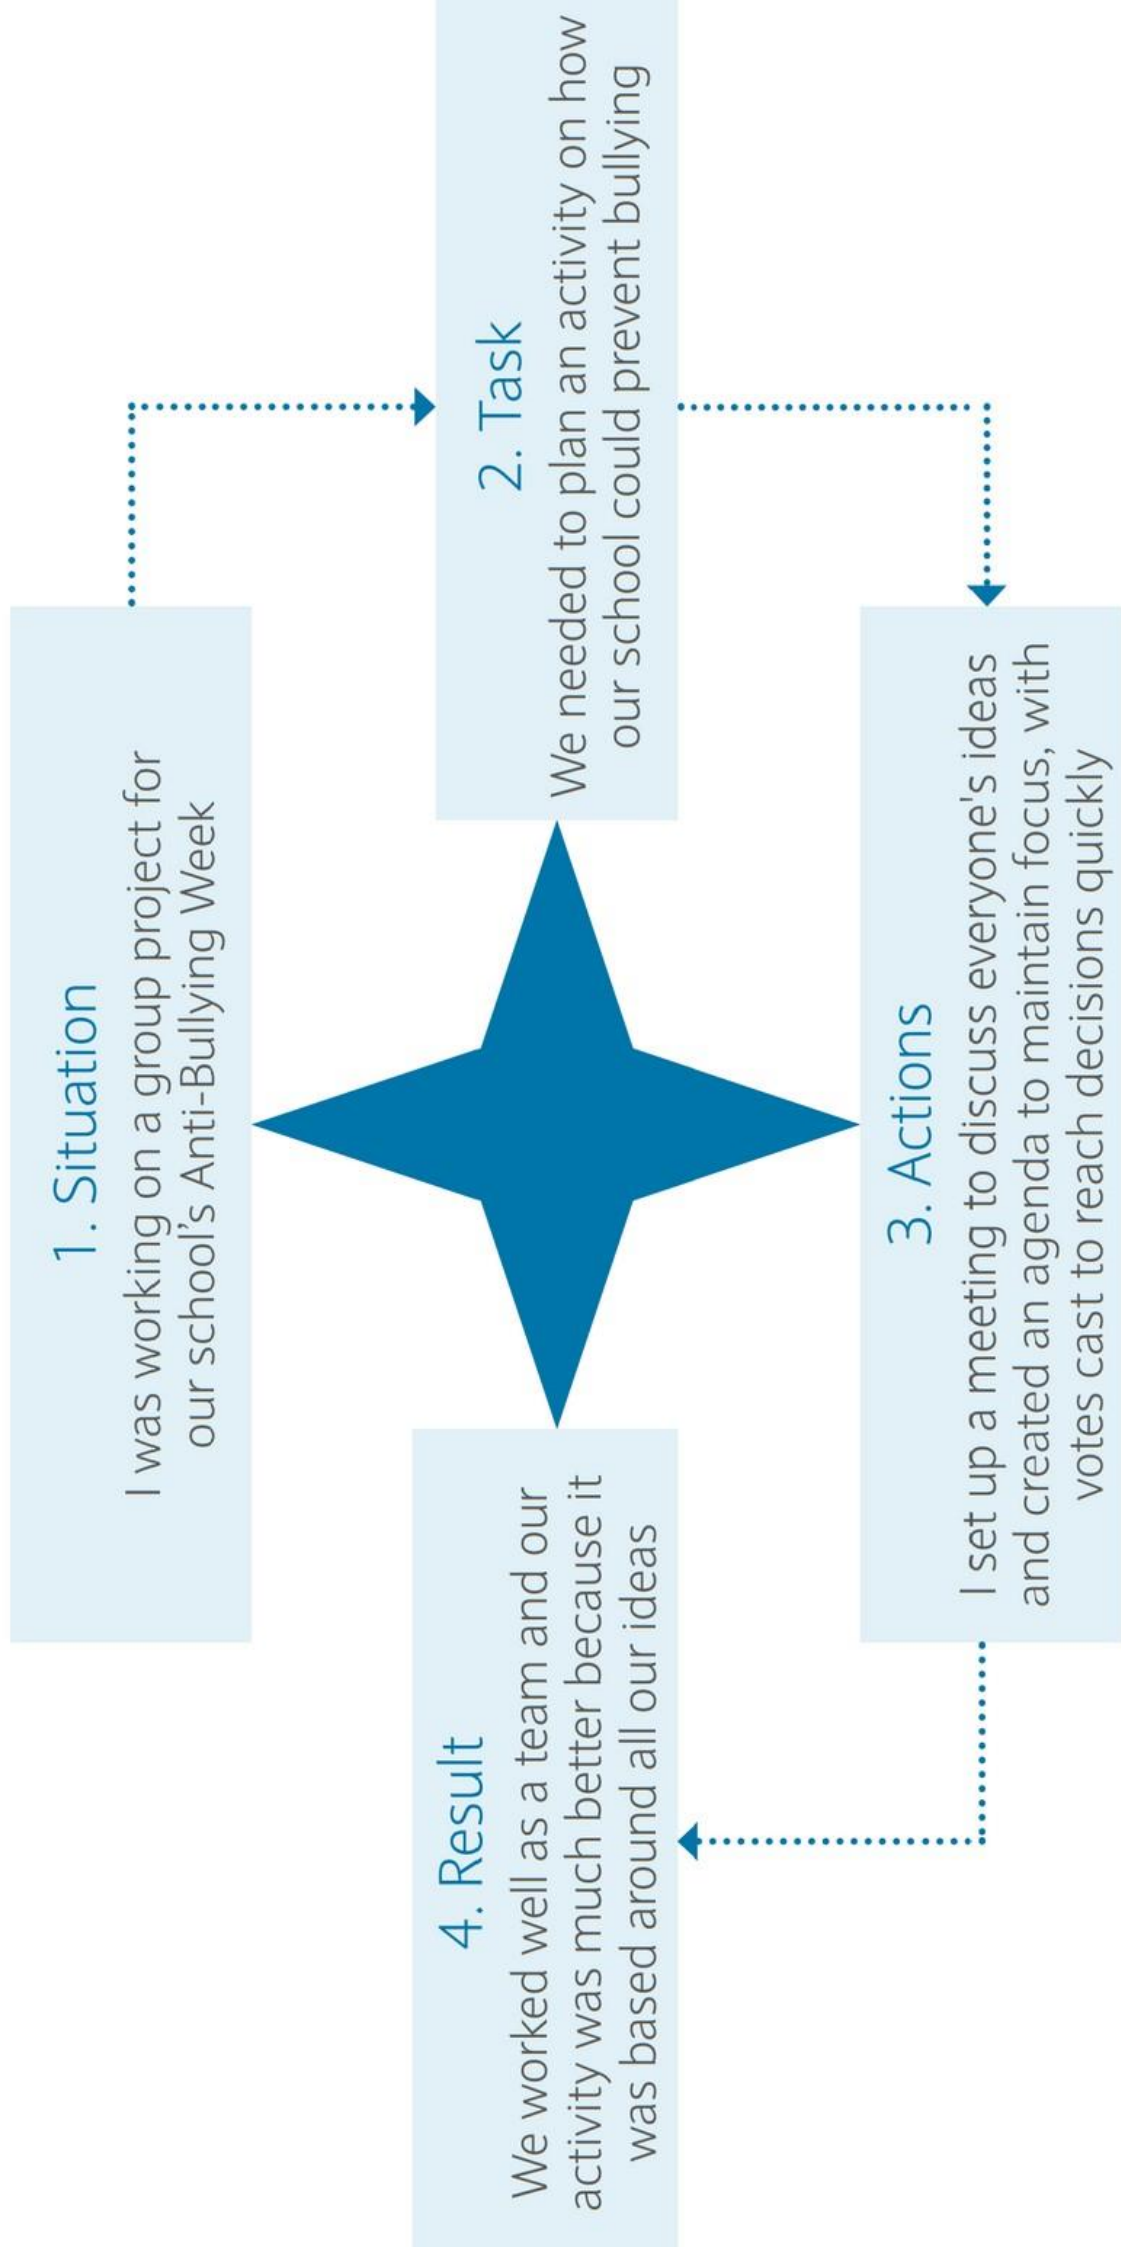 1. Situation
I was working on a group project for
our school’s Anti-Bullying Week
2. Task
We needed to plan an activity on how
our school could prevent bullying
3. Actions
I set up a meeting to discuss everyone's ideas
and created an agenda to maintain focus, with
votes cast to reach decisions quickly
4. Result
We worked well as a team and our
activity was much better because it
was based around all our ideas